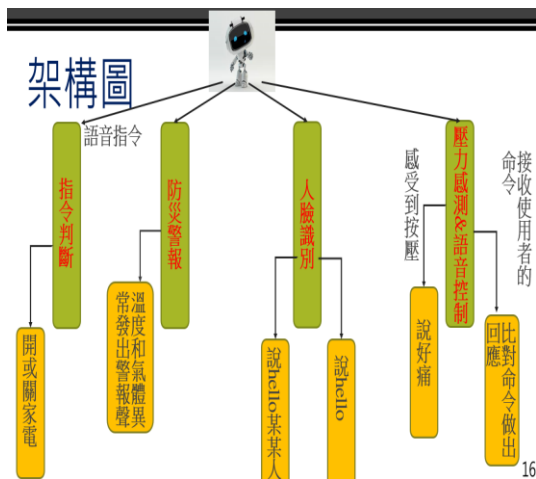 架構圖
語音指令
指令判斷
防災警報
人臉識別
壓力感測&語音控制
感受到按壓
接收使用者的
命令
開或關家電
溫度和氣體異
常發出警報聲
說hello某某人
說hello
說好痛
比對命令做出
回應
16